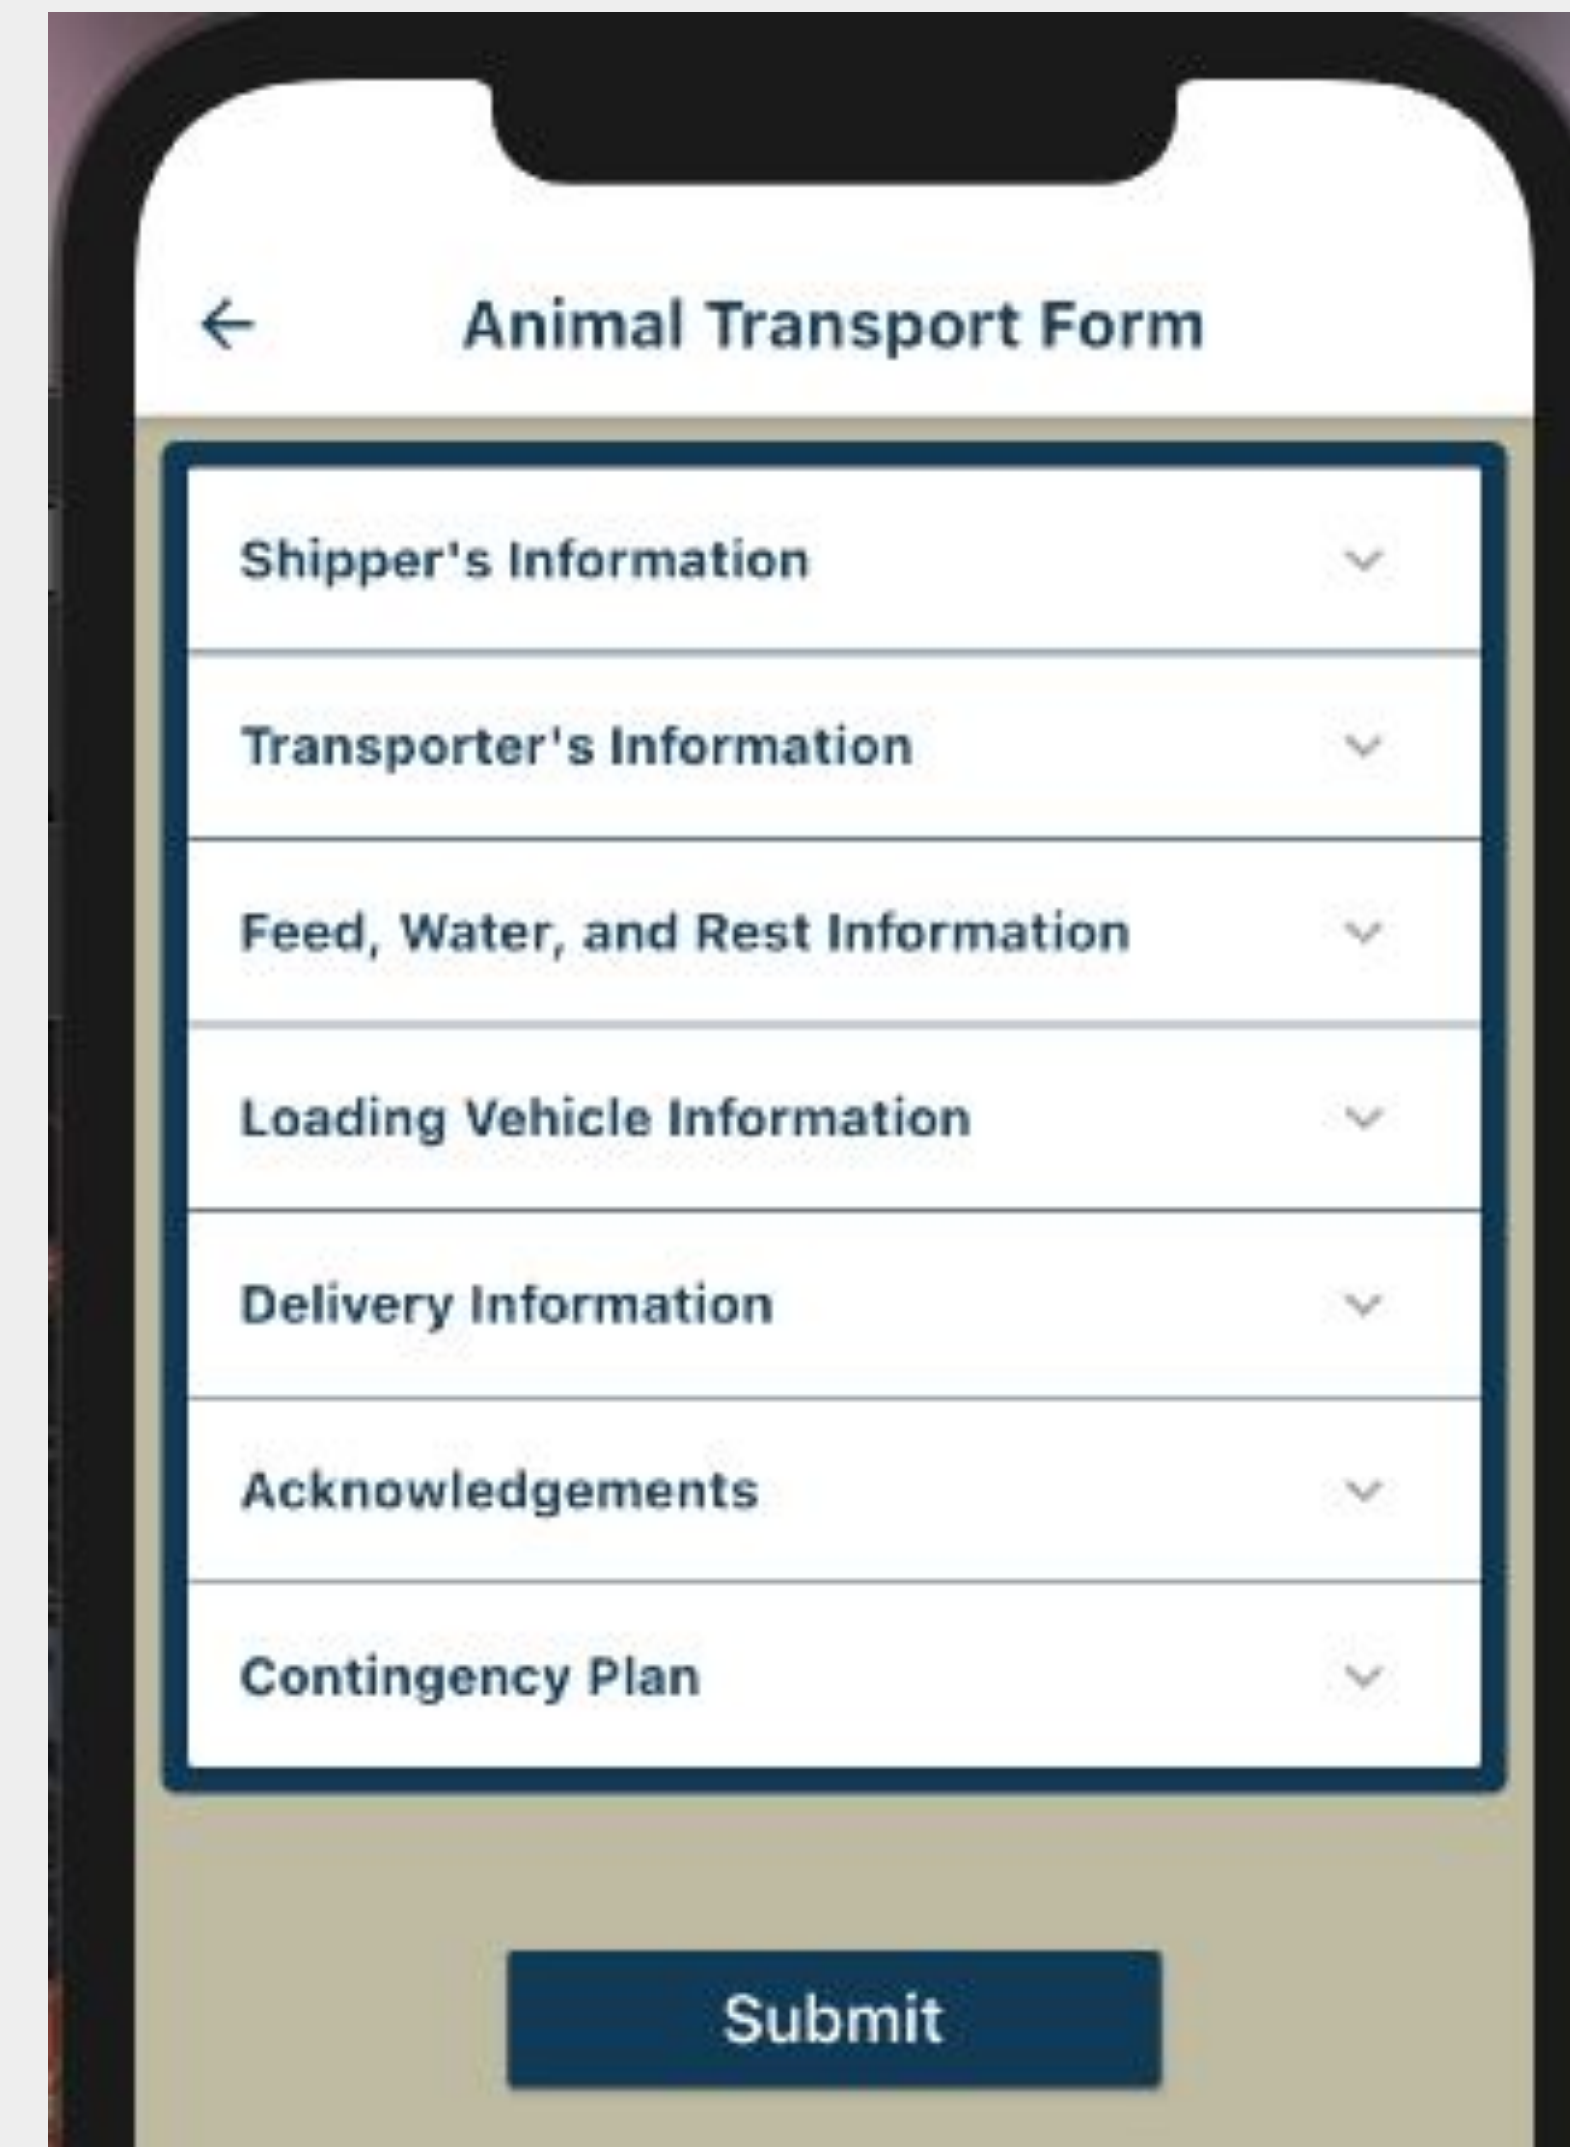 Animal Transport Form
Shipper's Information
Transporter's Information
Feed, Water, and Rest Information
Loading Vehicle Information
Delivery Information
Acknowledgements
Contingency Plan
Submit